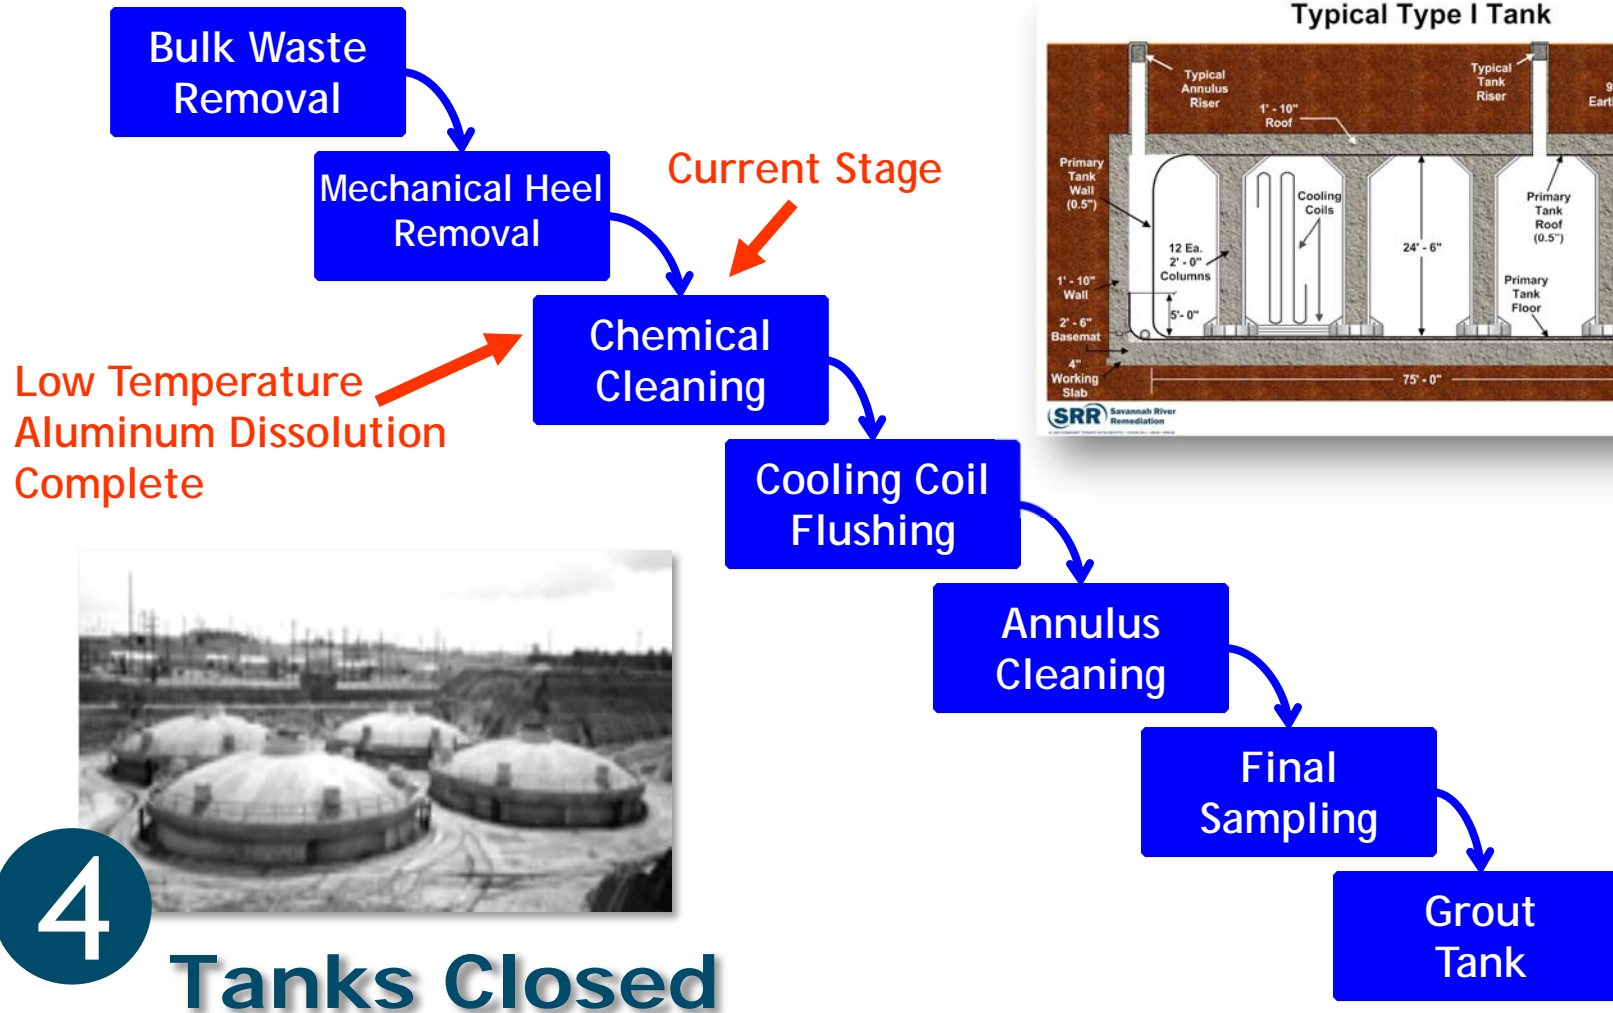 Bulk Waste
Removal
Mechanical Heel
Removal
Current Stage
Chemical
Cleaning
Low Temperature
Aluminum Dissolution
Complete
Cooling Coil
Flushing
Annulus
Cleaning
Final
Sampling
Grout
Tank
4
Tanks Closed
Typical Type I Tank
Typical
Annulus
Riser
1' - 10"
Roof
Typical
Tank
Riser
9
Primary
Tank
Wall
(0.5")
Cooling
Coils
12 Ea.
2' - 0"
Columns
24' - 6"
Primary
Tank
Roof
(0.5")
Primary
Tank
Floor
1' - 10"
Wall
5'- 0"
2' - 6"
Basemat
4"
Working
Slab
75' - 0"
SRR Savannah River
Remediation